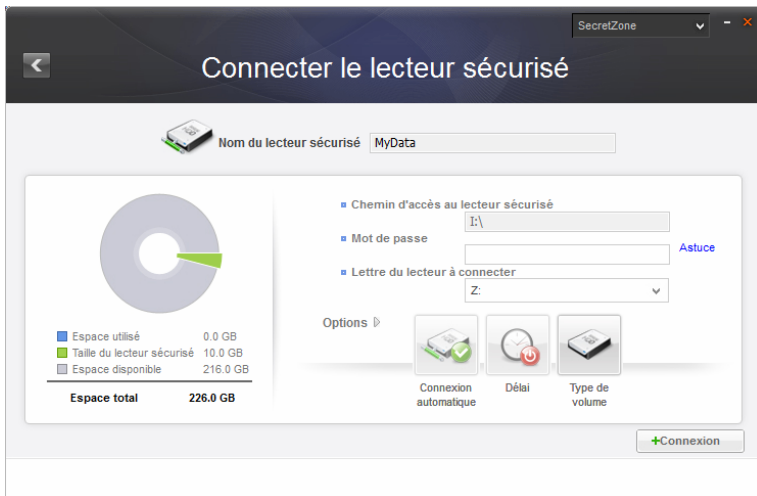 SecretZone
Connecter le lecteur sécurisé
Nom du lecteur sécurisé MyData
Chemin d'accès au lecteur sécurisé
I:\
Mot de passe
Astuce
Lettre du lecteur à connecter
Z:
Options
Connexion automatique
Délai
Type de volume
Espace utilisé 0.0 GB
Taille du lecteur sécurisé 10.0 GB
Espace disponible 216.0 GB
Espace total 226.0 GB
+Connexion